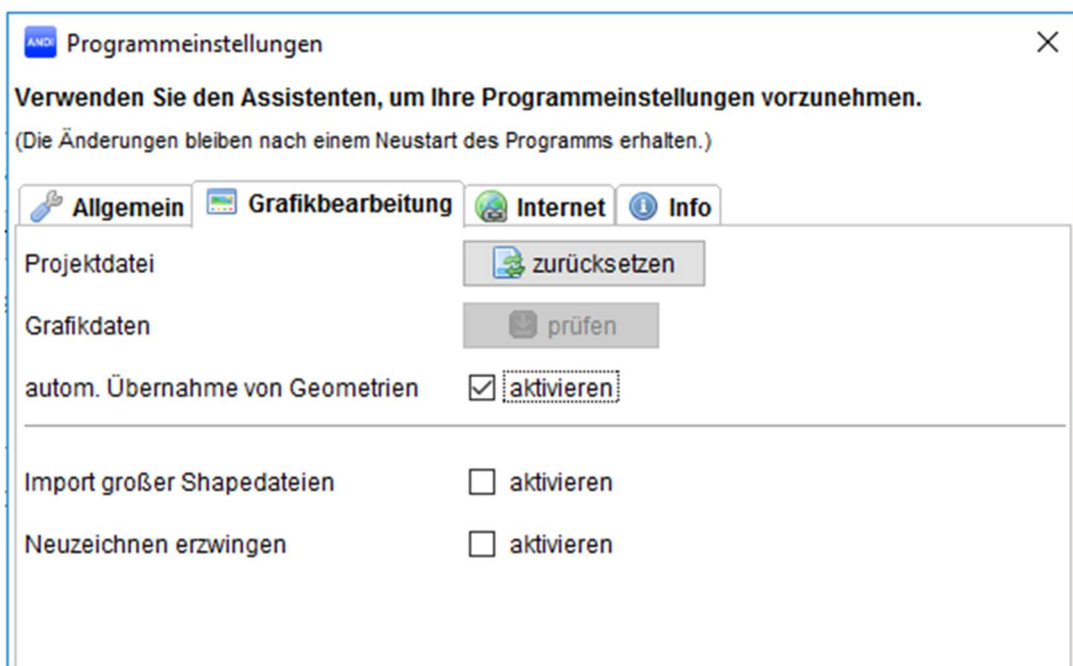 ANDI Programmeinstellungen
Verwenden Sie den Assistenten, um Ihre Programmeinstellungen vorzunehmen.
(Die Änderungen bleiben nach einem Neustart des Programms erhalten.)
Allgemein Grafikbearbeitung Internet Info
Projektdatei zurücksetzen
Grafikdaten prüfen
autom. Übernahme von Geometrien aktivieren
Import großer Shapedateien aktivieren
Neuzeichnen erzwingen aktivieren